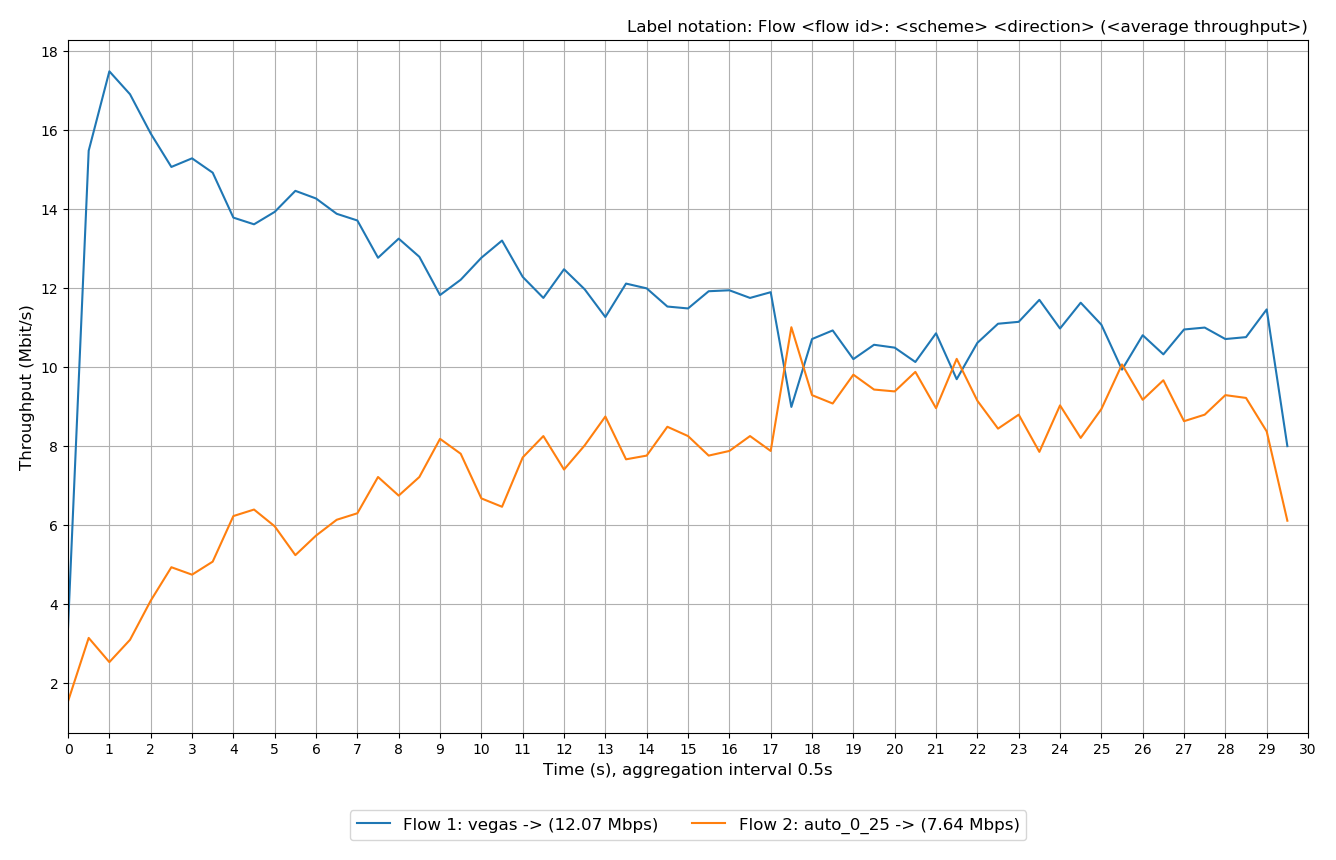 Label notation: Flow <flow id>: <scheme> <direction> (<average throughput>)
18
16
14
12
10
8
6
4
2
Throughput (Mbit/s)
0 1 2 3 4 5 6 7 8 9 10 11 12 13 14 15 16 17 18 19 20 21 22 23 24 25 26 27 28 29 30
Time (s), aggregation interval 0.5s
Flow 1: vegas -> (12.07 Mbps) Flow 2: auto_0_25 -> (7.64 Mbps)